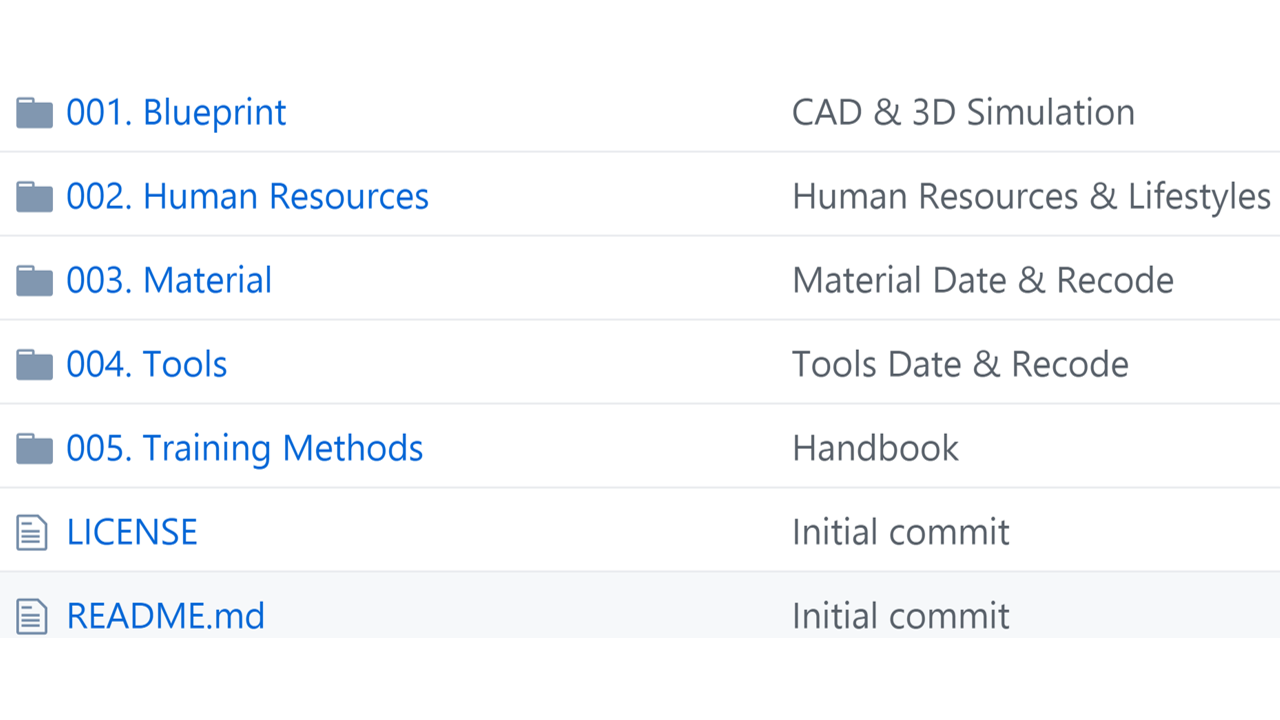 001. Blueprint CAD & 3D Simulation
002. Human Resources Human Resources & Lifestyles
003. Material Material Date & Recode
004. Tools Tools Date & Recode
005. Training Methods Handbook
LICENSE Initial commit
README.md Initial commit